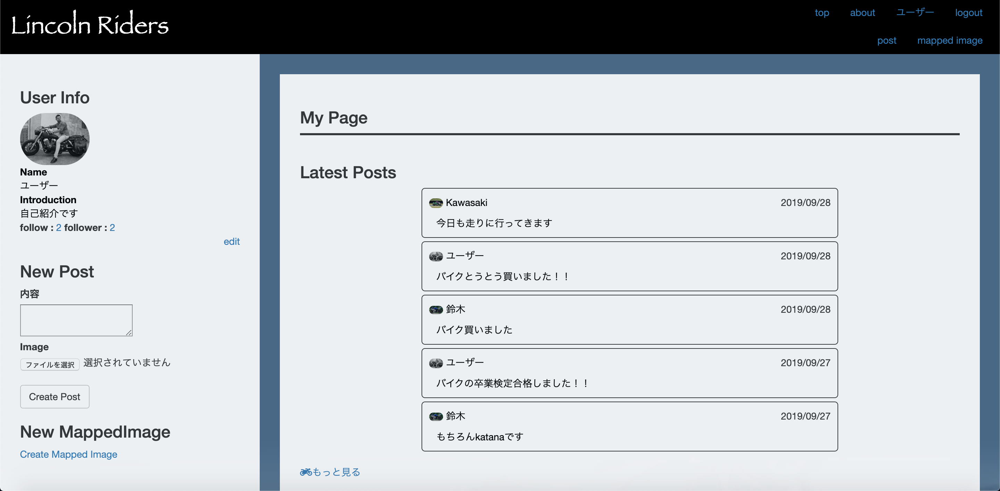 Lincoln Riders
top about ユーザー logout
post mapped image
User Info
Name
ユーザー
Introduction
自己紹介です
follow : 2 follower : 2
edit
New Post
内容
Image
ファイルを選択 選択されていません
Create Post
New MappedImage
Create Mapped Image
My Page
Latest Posts
Kawasaki 2019/09/28
今日も走りに行ってきます
ユーザー 2019/09/28
バイクとうとう買いました！！
鈴木 2019/09/28
バイク買いました
ユーザー 2019/09/27
バイクの卒業検定合格しました！！
鈴木 2019/09/27
もちろんkatanaです
もっと見る